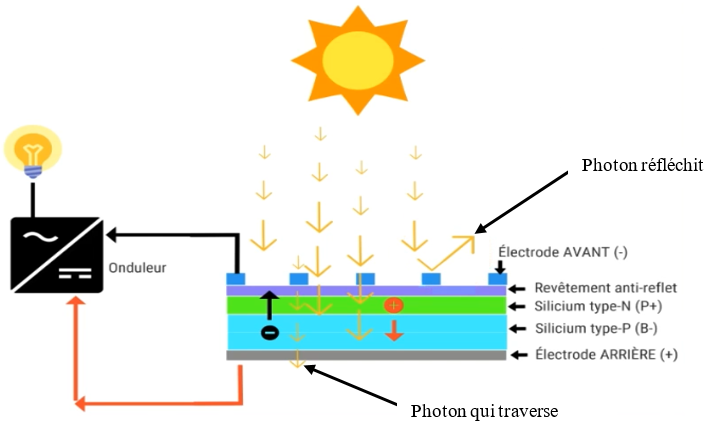 Photon réfléchit
Électrode AVANT (-)
Onduleur
Revêtement anti-reflet
Silicium type-N (P+)
Silicium type-P (B-)
Électrode ARRIÈRE (+)
Photon qui traverse